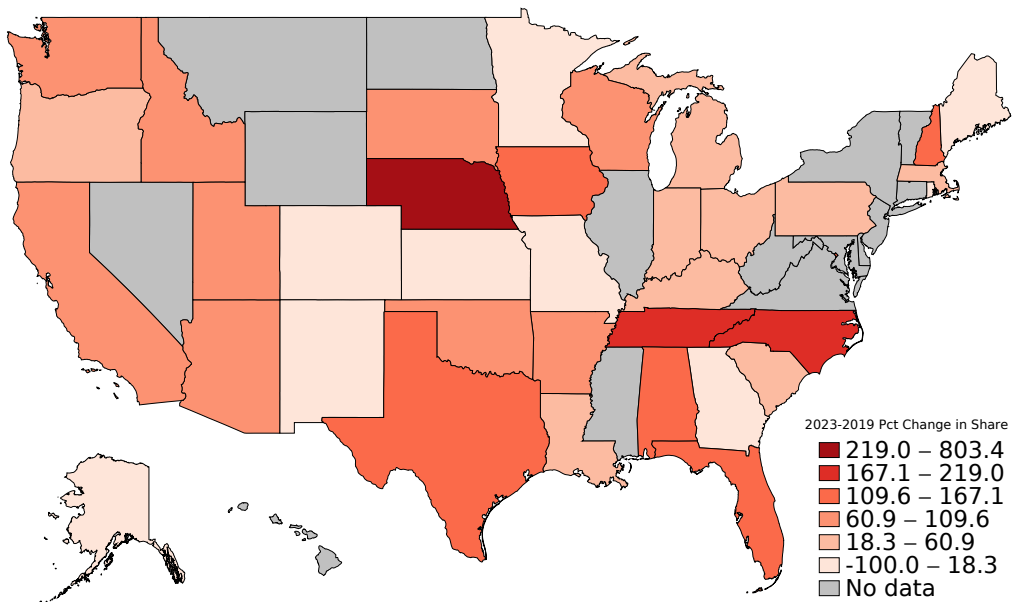 2023-2019 Pct Change in Share
219.0 – 803.4
167.1 – 219.0
109.6 – 167.1
60.9 – 109.6
18.3 – 60.9
-100.0 – 18.3
No data